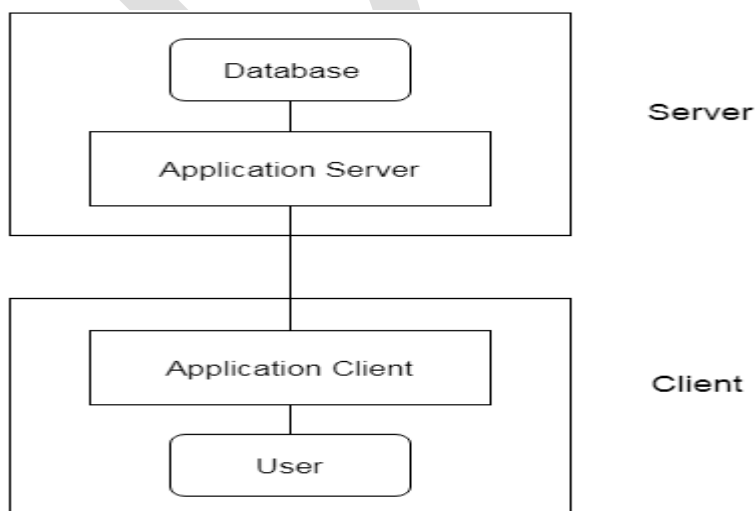 Database
Server
Application Server
Application Client
Client
User